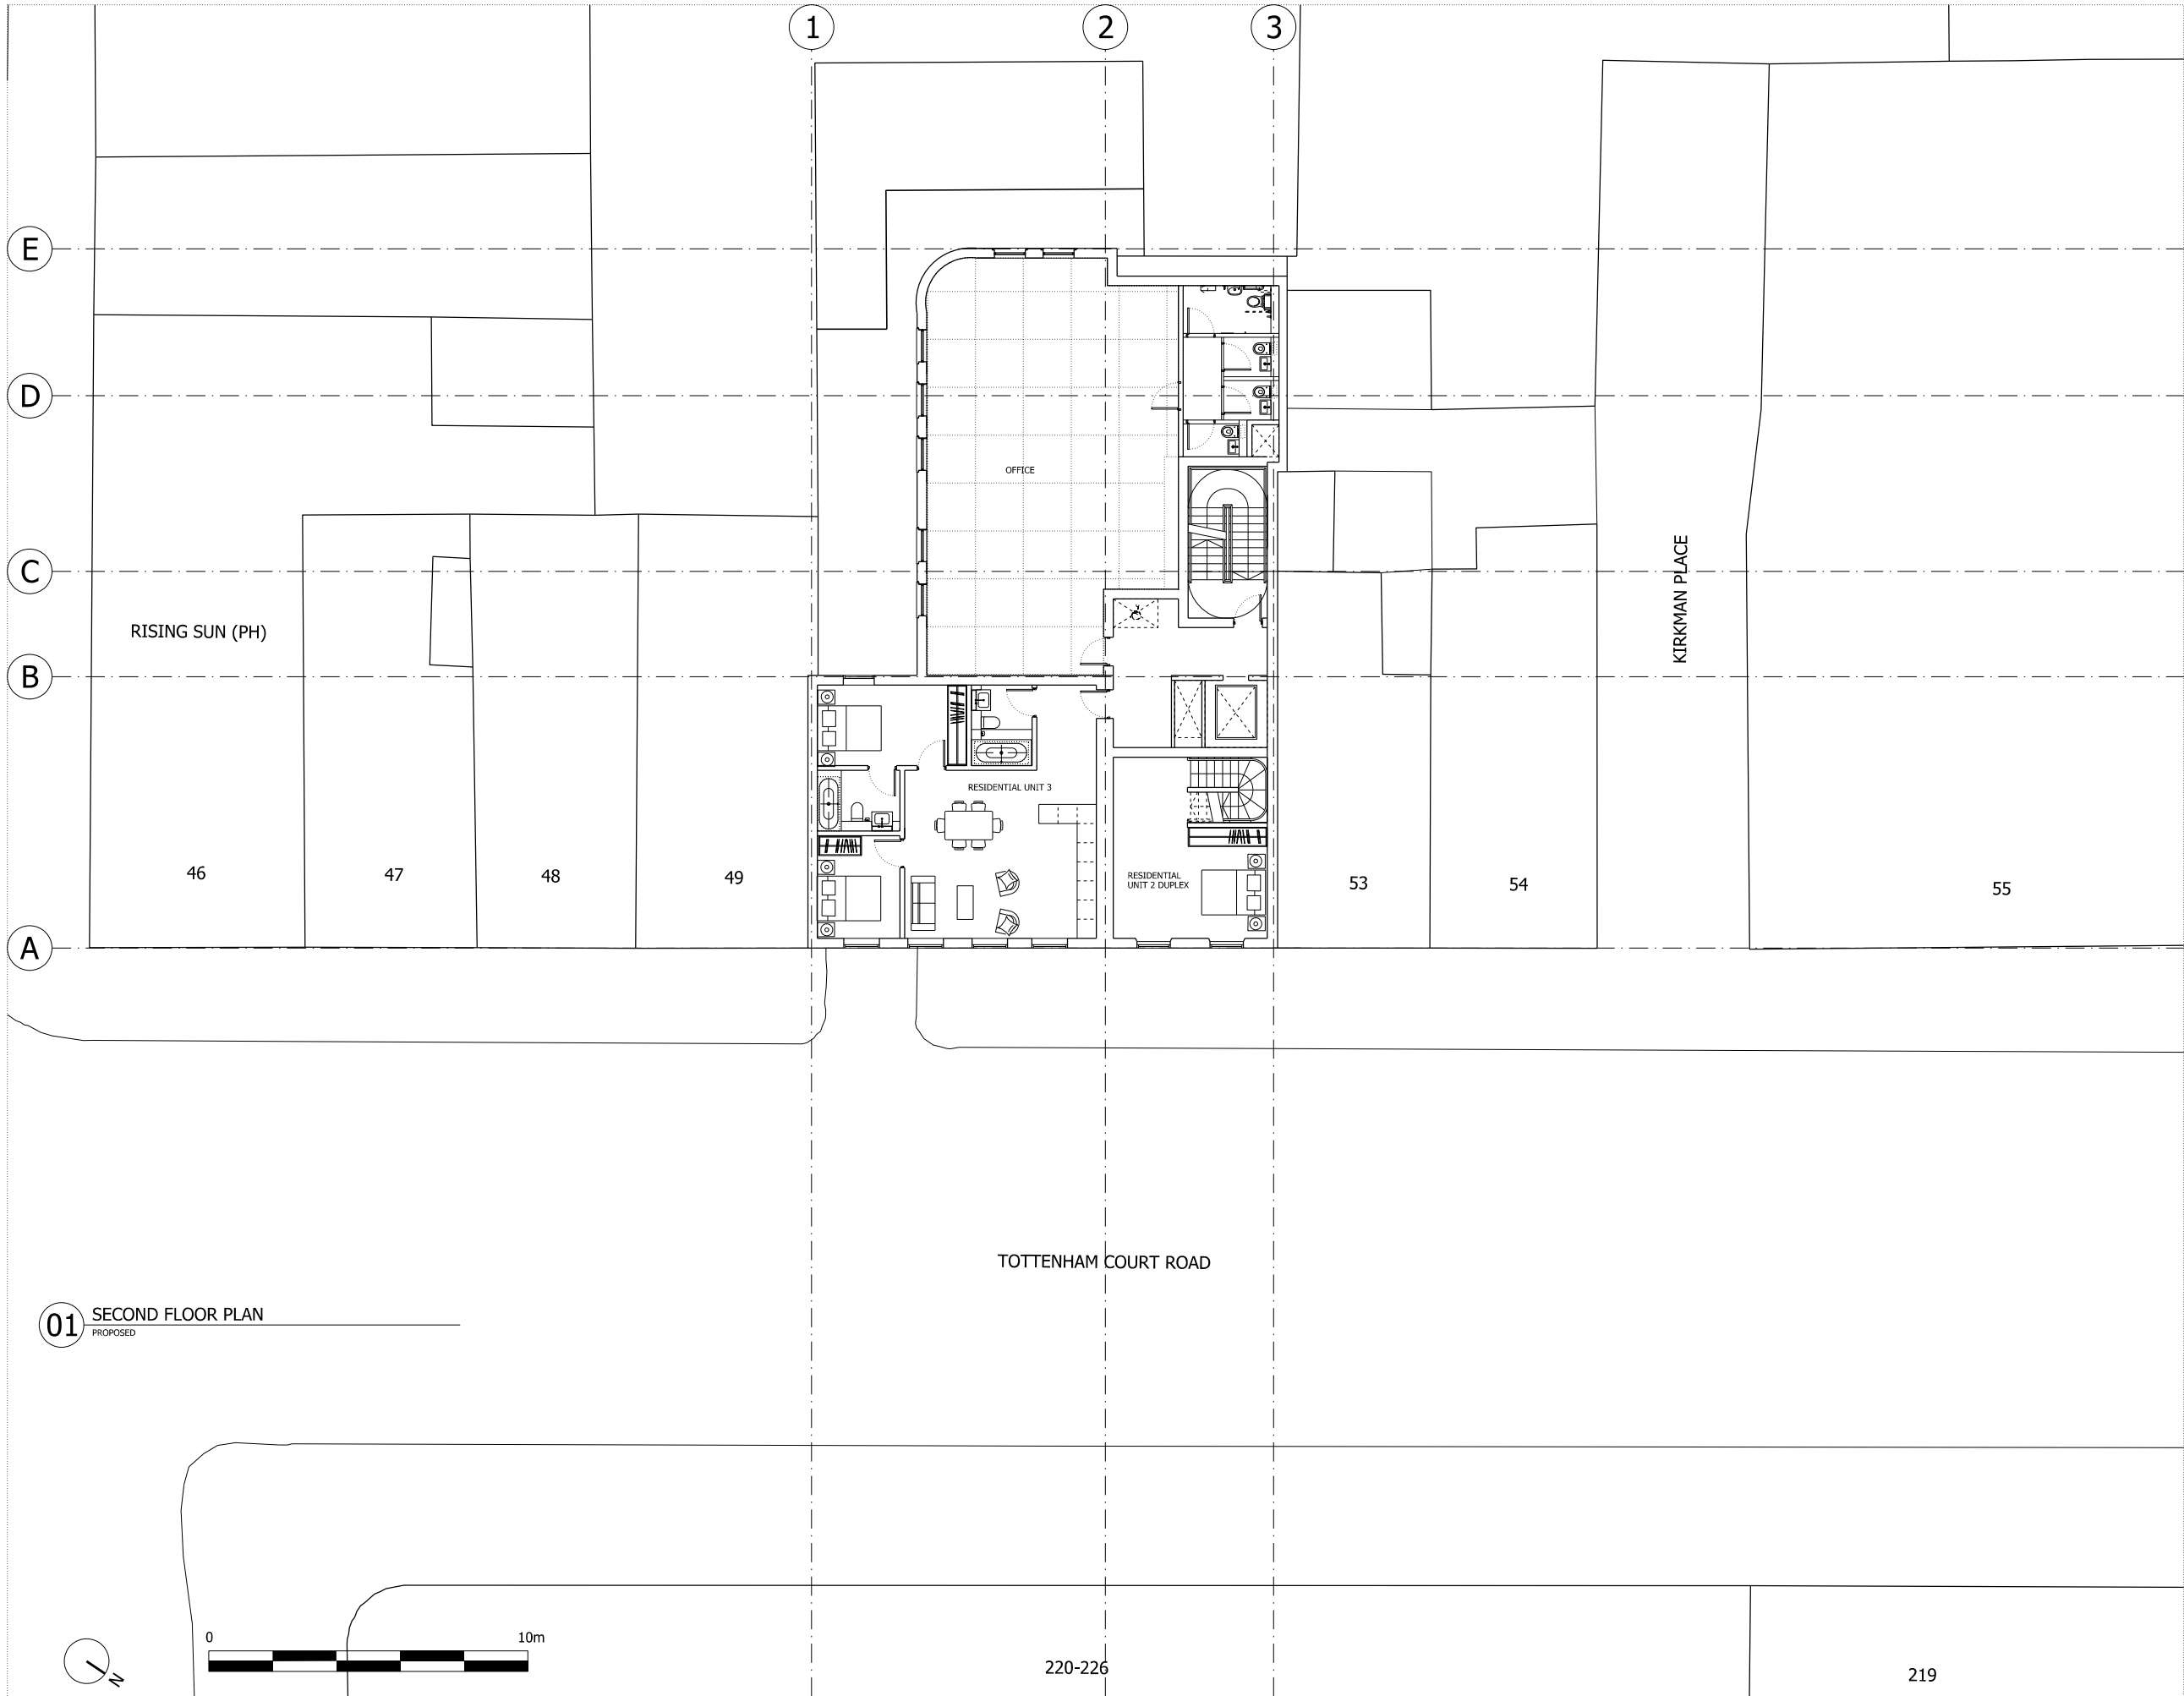 1
2
3
E
D
OFFICE
C
KIRKMAN PLACE
RISING SUN (PH)
B
RESIDENTIAL UNIT 3
46
47
48
49
RESIDENTIAL
UNIT 2 DUPLEX
53
54
55
A
TOTTENHAM COURT ROAD
01
SECOND FLOOR PLAN
PROPOSED
0
10m
N
220-226
219